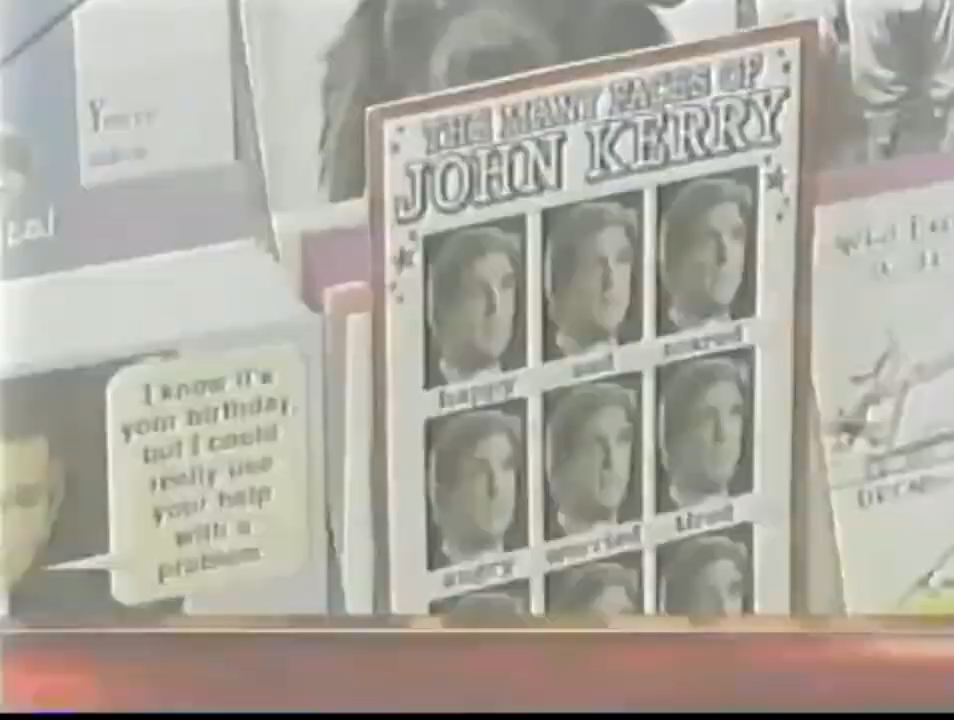 THE MANY FACES OF
JOHN KERRY
happy
sad
scared
angry
worried
tired
I know it's
your birthday,
but I could
really use
your help
with a
problem.